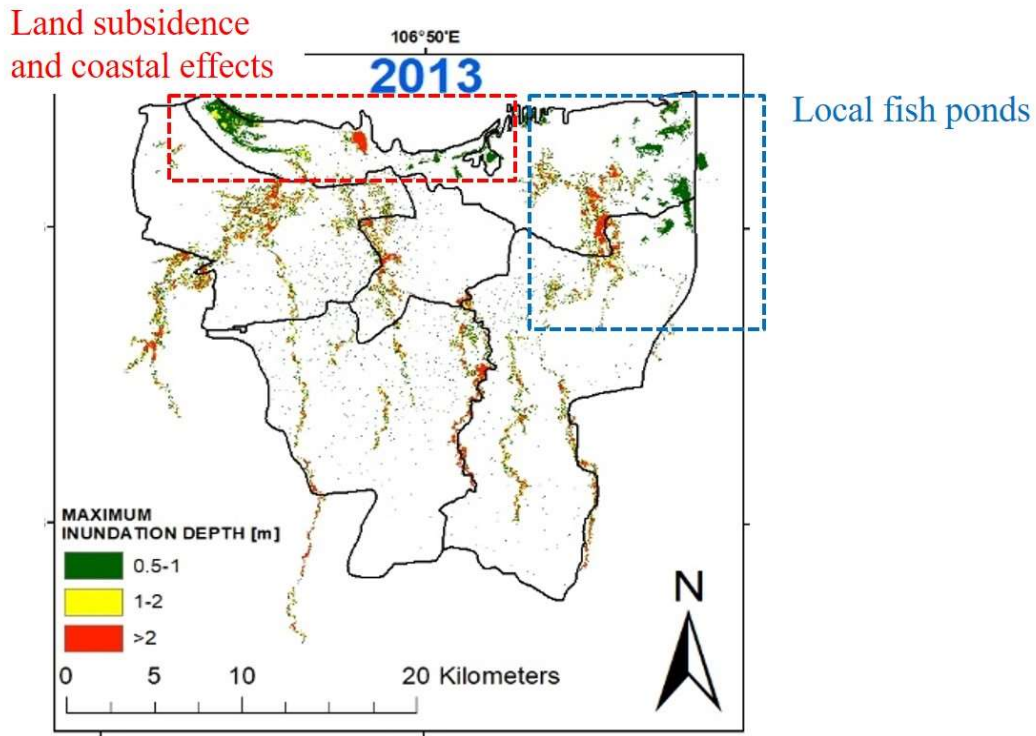 Land subsidence
and coastal effects
106°50'E
2013
Local fish ponds
MAXIMUM
INUNDATION DEPTH [m]
0.5-1
1-2
>2
N
0 5 10 20 Kilometers